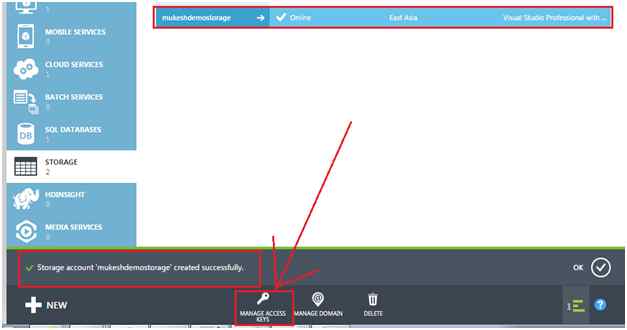 mukeshdemostorage Online East Asia Visual Studio Professional with ...
MOBILE SERVICES
0
CLOUD SERVICES
1
BATCH SERVICES
0
SQL DATABASES
1
STORAGE
2
HDINSIGHT
0
MEDIA SERVICES
0
Storage account 'mukeshdemostorage' created successfully.
OK
NEW
MANAGE ACCESS
KEYS
MANAGE DOMAIN
DELETE
1
?